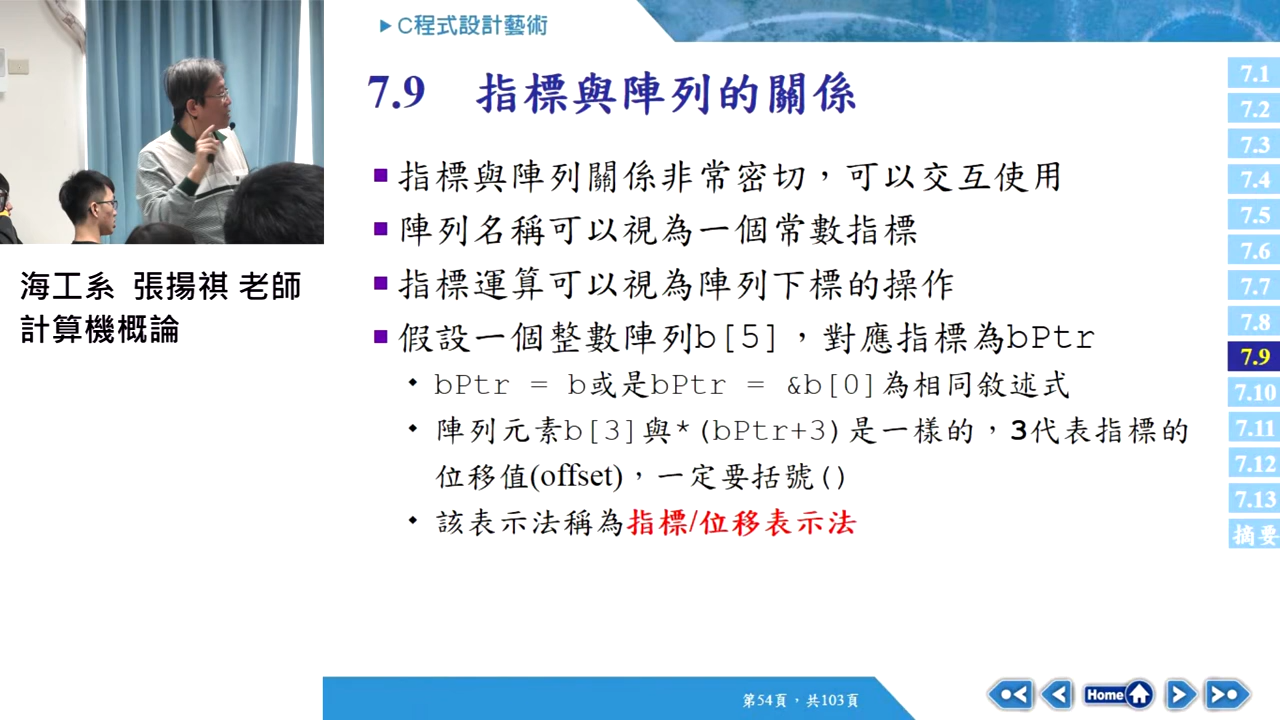 C程式設計藝術
7.9 指標與陣列的關係
指標與陣列關係非常密切，可以交互使用
陣列名稱可以視為一個常數指標
指標運算可以視為陣列下標的操作
假設一個整數陣列b[5]，對應指標為bPtr
bPtr = b或是bPtr = &b[0]為相同敘述式
陣列元素b[3]與*(bPtr+3)是一樣的，3代表指標的
位移值(offset)，一定要括號()
該表示法稱為指標/位移表示法
海工系 張揚祺 老師
計算機概論
7.1
7.2
7.3
7.4
7.5
7.6
7.7
7.8
7.9
7.10
7.11
7.12
7.13
摘要
第54頁，共103頁
Home